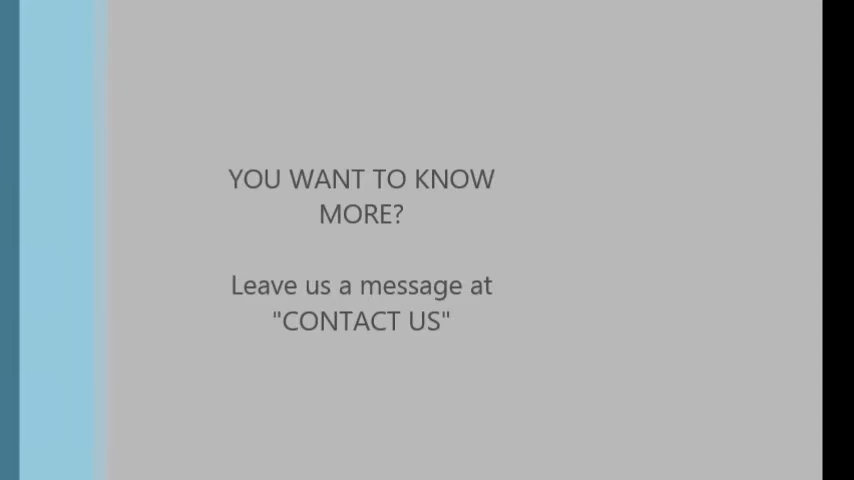 YOU WANT TO KNOW
MORE?
Leave us a message at
"CONTACT US"